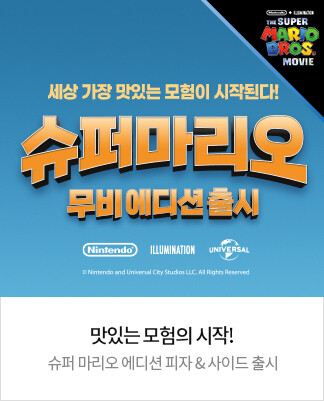 Nintendo + ILLUMINATION
THE SUPER
MARIO
BROS.
MOVIE
세상 가장 맛있는 모험이 시작된다!
슈퍼마리오
무비 에디션 출시
Nintendo ILLUMINATION UNIVERSAL
© Nintendo and Universal City Studios LLC. All Rights Reserved
맛있는 모험의 시작!
슈퍼 마리오 에디션 피자 & 사이드 출시